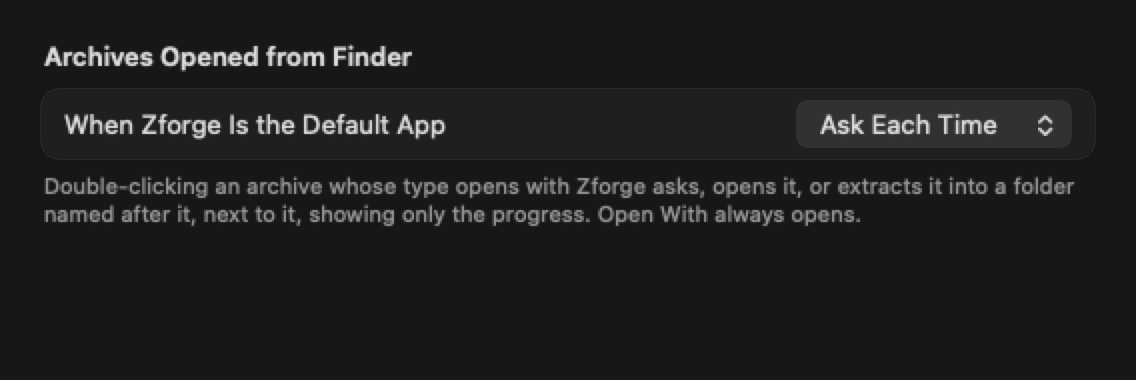 Archives Opened from Finder
When Zforge Is the Default App
Ask Each Time
Double-clicking an archive whose type opens with Zforge asks, opens it, or extracts it into a folder
named after it, next to it, showing only the progress. Open With always opens.